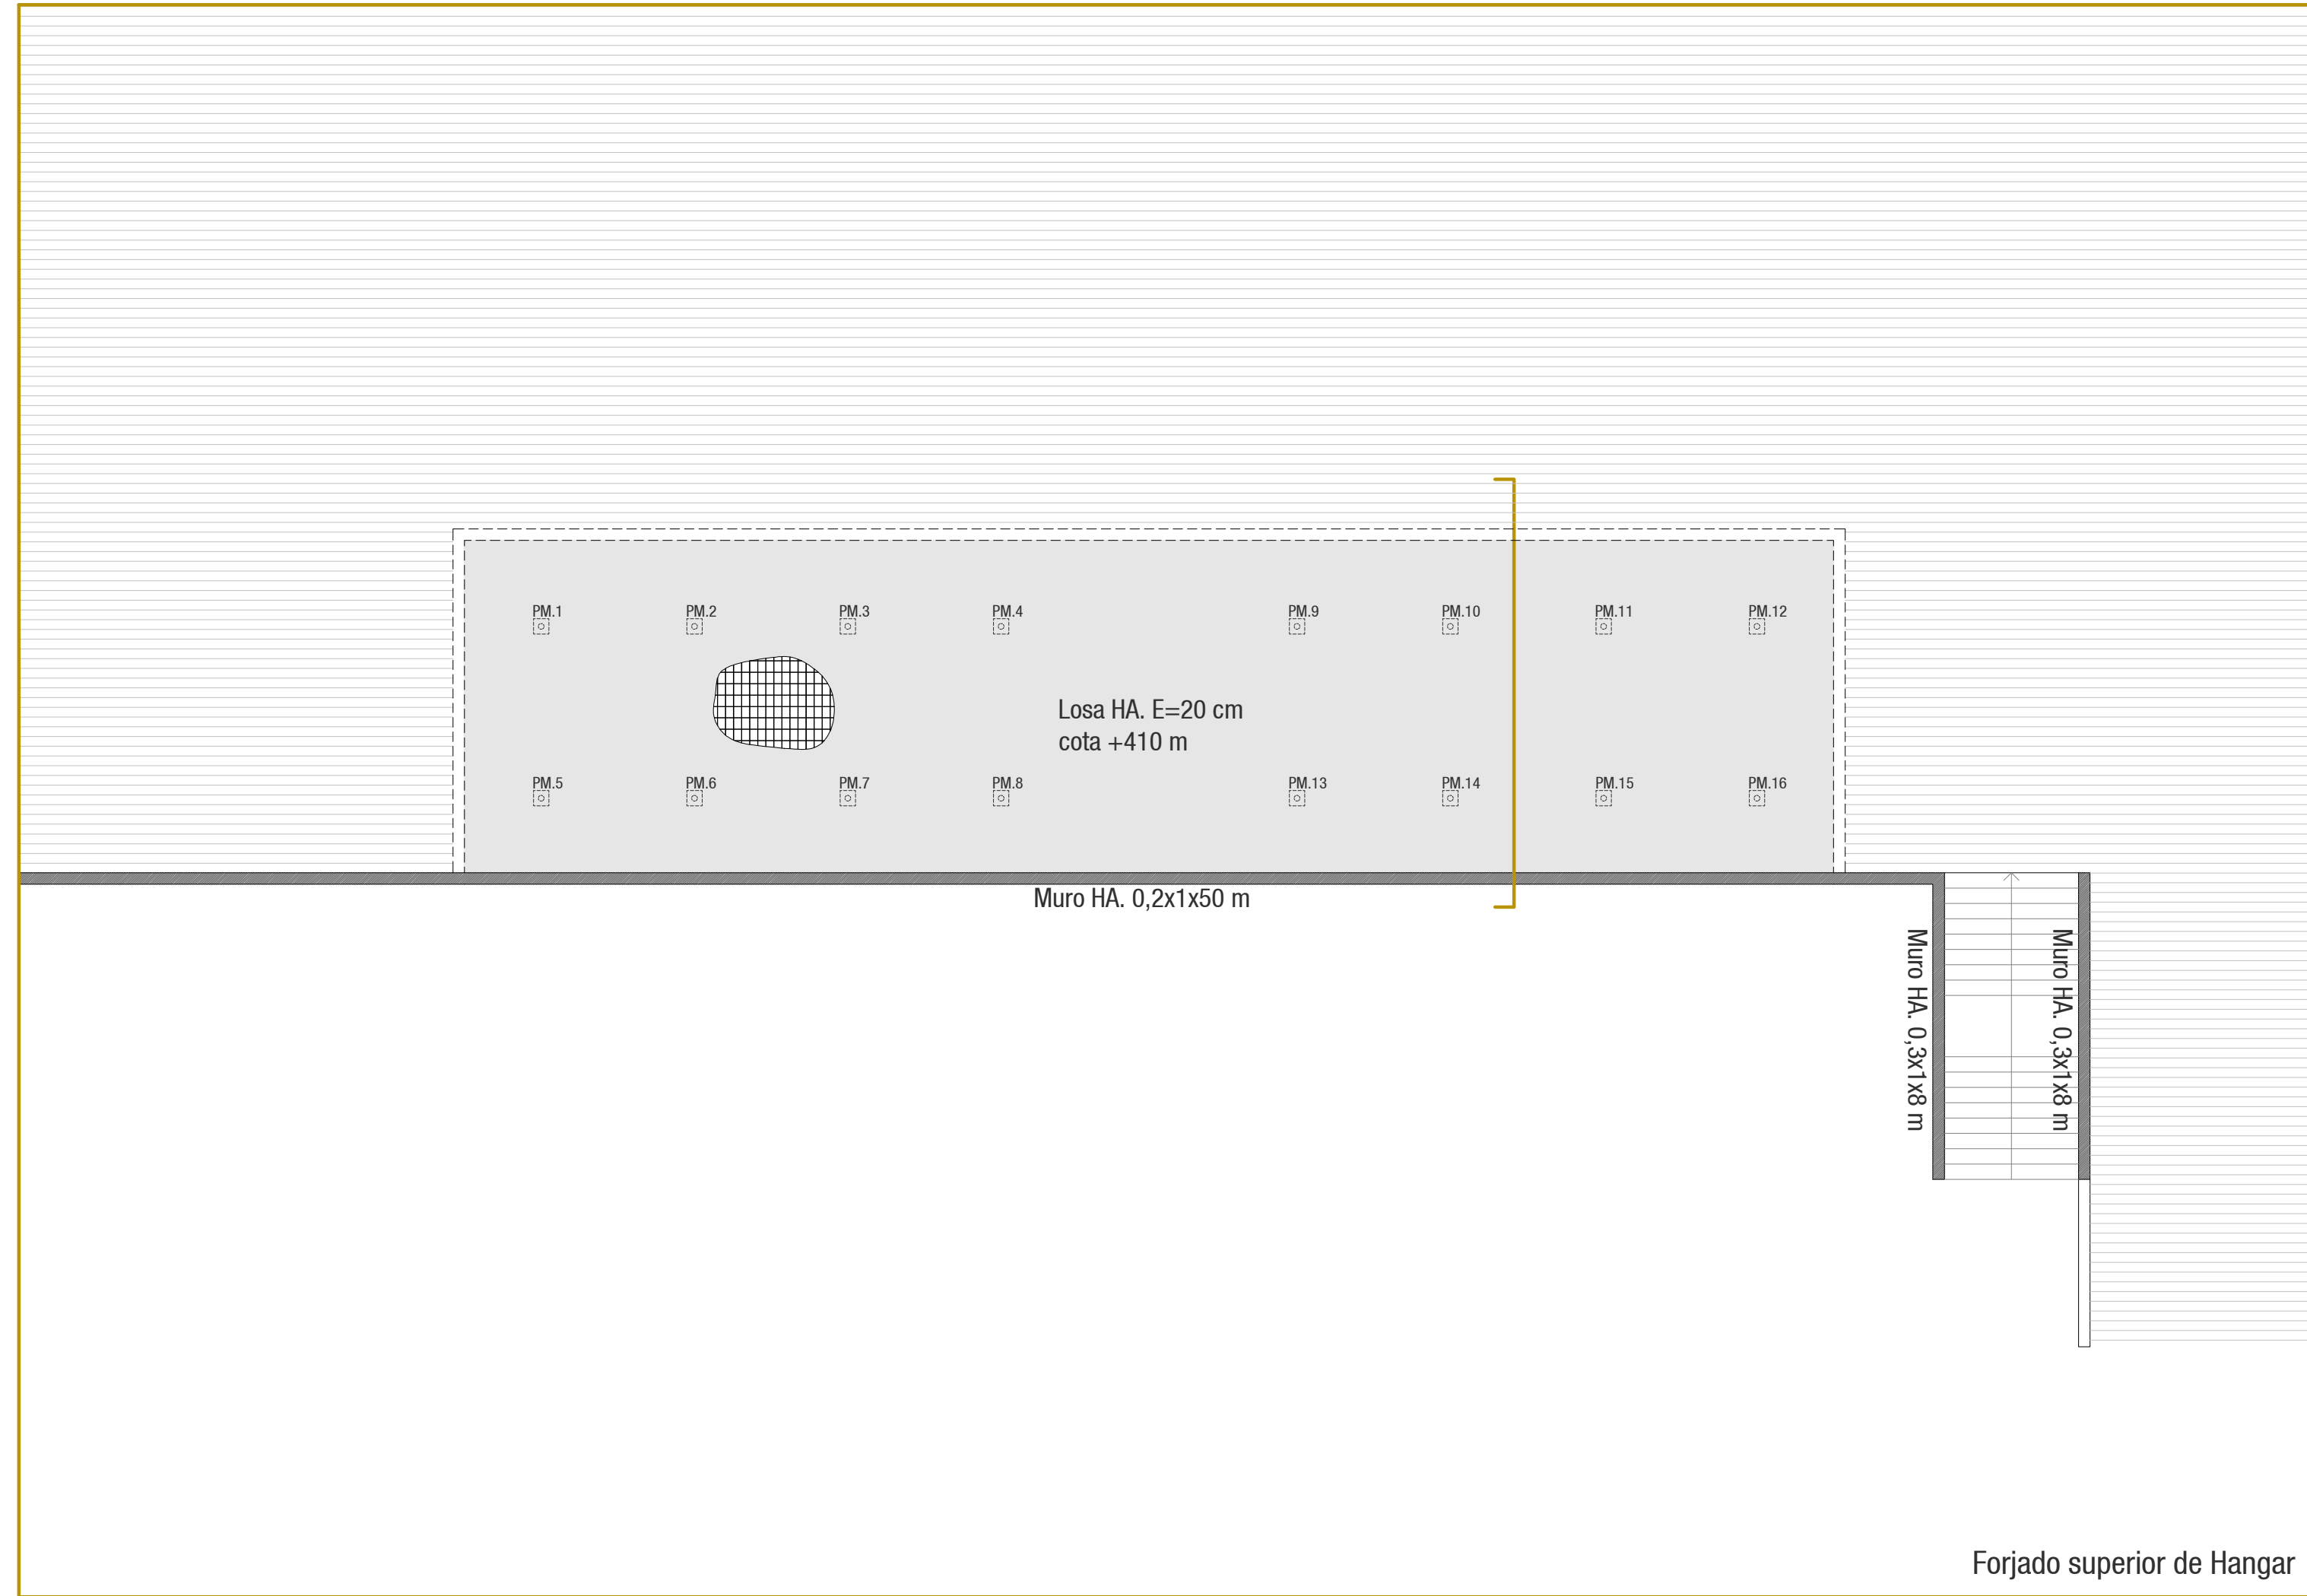 PM.1
PM.2
PM.3
PM.4
PM.9
PM.10
PM.11
PM.12
Losa HA. E=20 cm
cota +410 m
PM.5
PM.6
PM.7
PM.8
PM.13
PM.14
PM.15
PM.16
Muro HA. 0,2x1x50 m
Muro HA. 0,3x1x8 m
Muro HA. 0,3x1x8 m
Forjado superior de Hangar